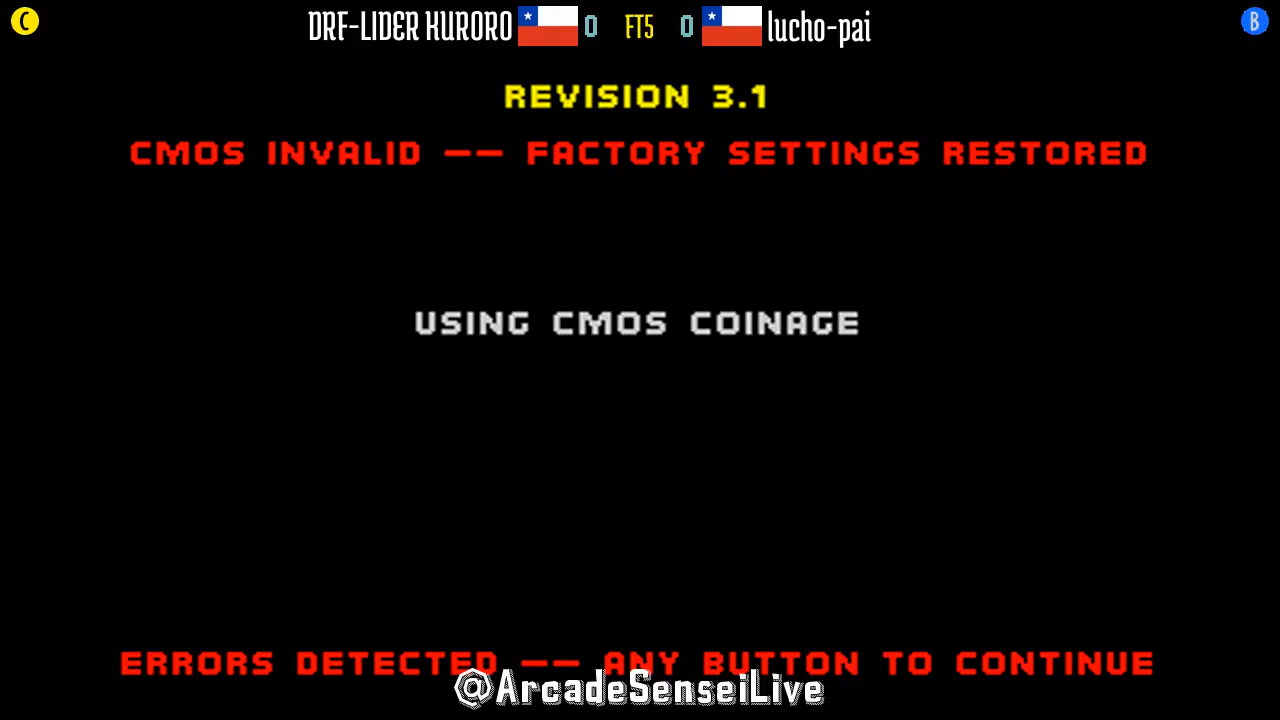 C DRF-LIDER KURORO 0 FT5 0 lucho-pai B
REVISION 3.1
CMOS INVALID -- FACTORY SETTINGS RESTORED
USING CMOS COINAGE
ERRORS DETECTED -- ANY BUTTON TO CONTINUE
@ArcadeSenseiLive